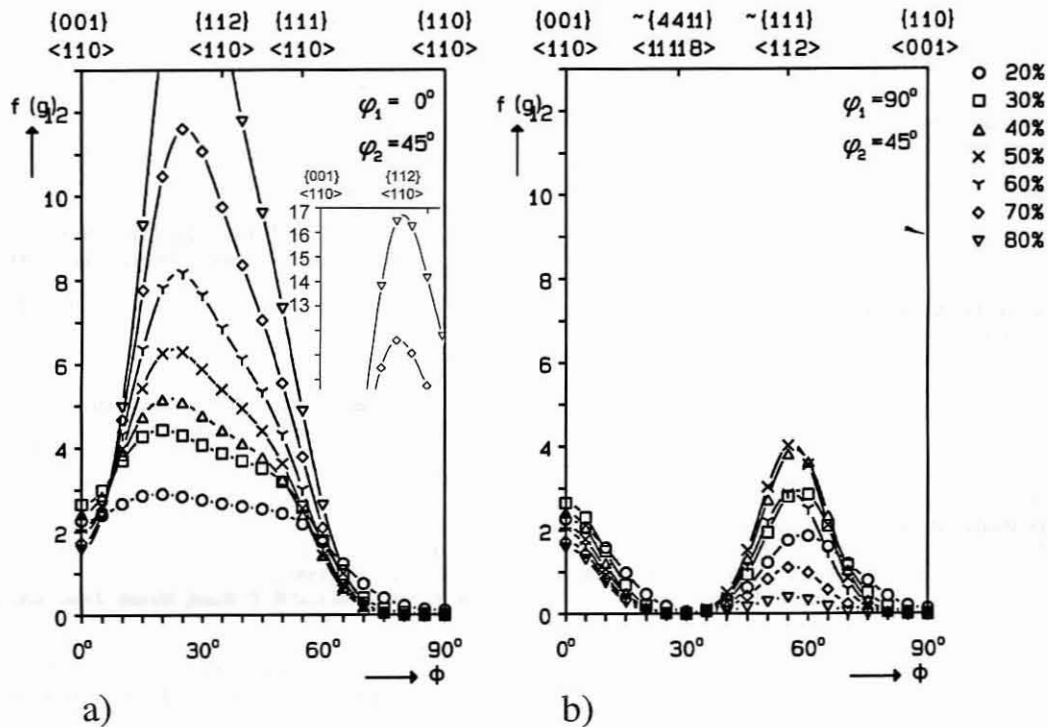 {001} {112} {111} {110}
<110> <110> <110> <110>
f (g)
12
10
8
6
4
2
0
φ1 = 0°
φ2 = 45°
{001} {112}
<110> <110>
17
16
15
14
13
0° 30° 60° 90°
Φ
a)
~{4411} ~{111} {110}
{001}
<110> <11118> <112> <001>
f (g)
12
10
8
6
4
2
0
φ1 = 90°
φ2 = 45°
0° 30° 60° 90°
Φ
b)
20%
30%
40%
50%
60%
70%
80%